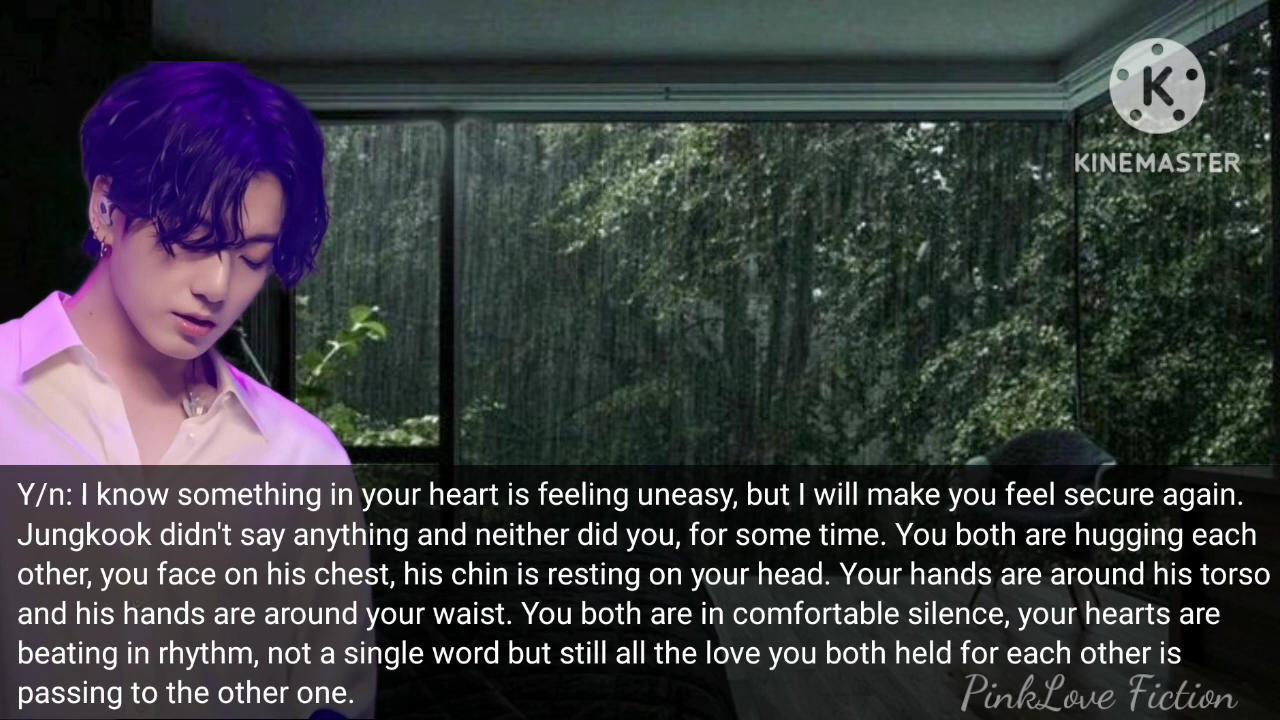 K
KINEMASTER
Y/n: I know something in your heart is feeling uneasy, but I will make you feel secure again.
Jungkook didn't say anything and neither did you, for some time. You both are hugging each
other, you face on his chest, his chin is resting on your head. Your hands are around his torso
and his hands are around your waist. You both are in comfortable silence, your hearts are
beating in rhythm, not a single word but still all the love you both held for each other is
passing to the other one.
PinkLove Fiction